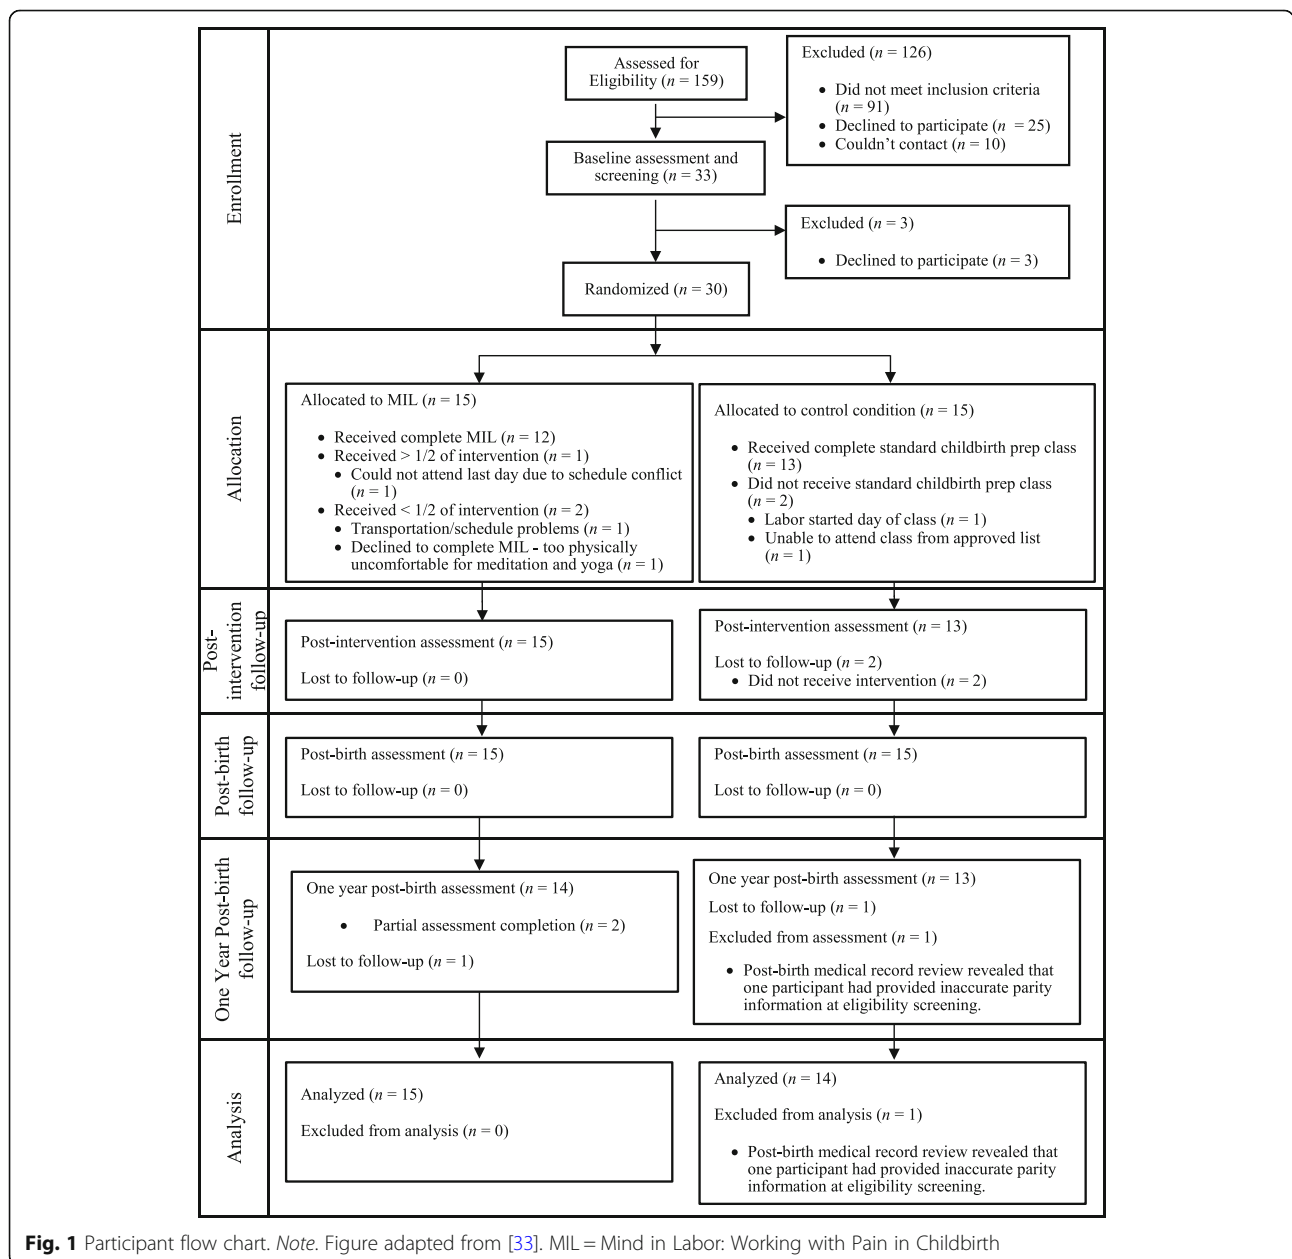 Enrollment
Assessed for
Eligibility (n = 159)
Excluded (n = 126)
• Did not meet inclusion criteria
(n = 91)
• Declined to participate (n = 25)
• Couldn't contact (n = 10)
Baseline assessment and
screening (n = 33)
Excluded (n = 3)
• Declined to participate (n = 3)
Randomized (n = 30)
Allocation
Allocated to MIL (n = 15)
• Received complete MIL (n = 12)
• Received > 1/2 of intervention (n = 1)
• Could not attend last day due to schedule conflict
(n = 1)
• Received < 1/2 of intervention (n = 2)
• Transportation/schedule problems (n = 1)
• Declined to complete MIL - too physically
uncomfortable for meditation and yoga (n = 1)
Allocated to control condition (n = 15)
• Received complete standard childbirth prep class
(n = 13)
• Did not receive standard childbirth prep class
(n = 2)
• Labor started day of class (n = 1)
• Unable to attend class from approved list
(n = 1)
Post-
intervention
follow-up
Post-intervention assessment (n = 15)
Lost to follow-up (n = 0)
Post-intervention assessment (n = 13)
Lost to follow-up (n = 2)
• Did not receive intervention (n = 2)
Post-birth
follow-up
Post-birth assessment (n = 15)
Lost to follow-up (n = 0)
Post-birth assessment (n = 15)
Lost to follow-up (n = 0)
One Year Post-birth
follow-up
One year post-birth assessment (n = 14)
• Partial assessment completion (n = 2)
Lost to follow-up (n = 1)
One year post-birth assessment (n = 13)
Lost to follow-up (n = 1)
Excluded from assessment (n = 1)
• Post-birth medical record review revealed that
one participant had provided inaccurate parity
information at eligibility screening.
Analysis
Analyzed (n = 15)
Excluded from analysis (n = 0)
Analyzed (n = 14)
Excluded from analysis (n = 1)
• Post-birth medical record review revealed that
one participant had provided inaccurate parity
information at eligibility screening.
Fig. 1 Participant flow chart. Note. Figure adapted from [33]. MIL = Mind in Labor: Working with Pain in Childbirth